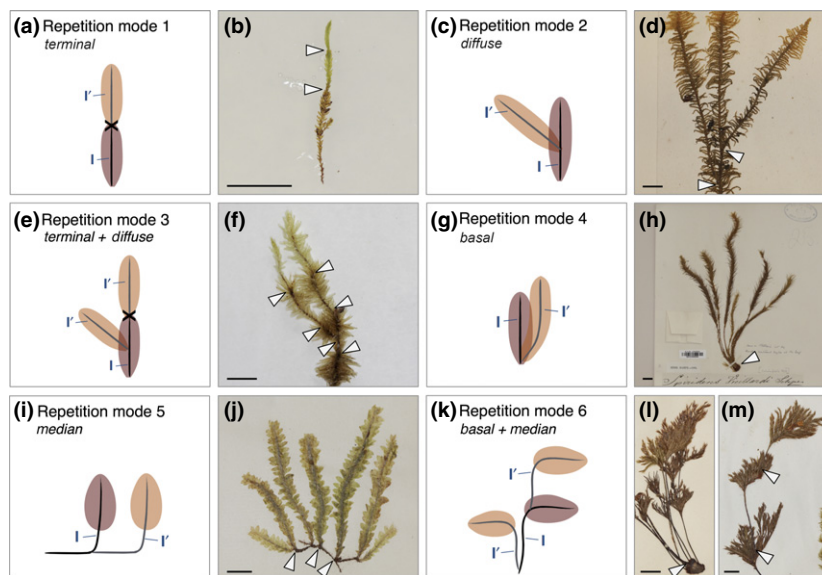 (a) Repetition mode 1
terminal
I′
I
(b)
(c) Repetition mode 2
diffuse
I′
I
(d)
(e) Repetition mode 3
terminal + diffuse
I′
I′
I
(f)
(g) Repetition mode 4
basal
I
I′
(h)
(i) Repetition mode 5
median
I
I′
(j)
(k) Repetition mode 6
basal + median
I′
I′
I
(l)
(m)